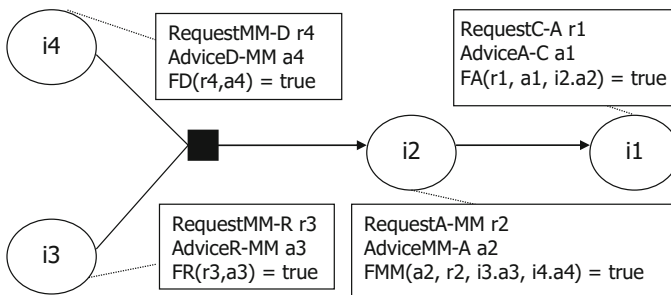 i4
RequestMM-D r4
AdviceD-MM a4
FD(r4,a4) = true
RequestC-A r1
AdviceA-C a1
FA(r1, a1, i2.a2) = true
i2
i1
i3
RequestMM-R r3
AdviceR-MM a3
FR(r3,a3) = true
RequestA-MM r2
AdviceMM-A a2
FMM(a2, r2, i3.a3, i4.a4) = true